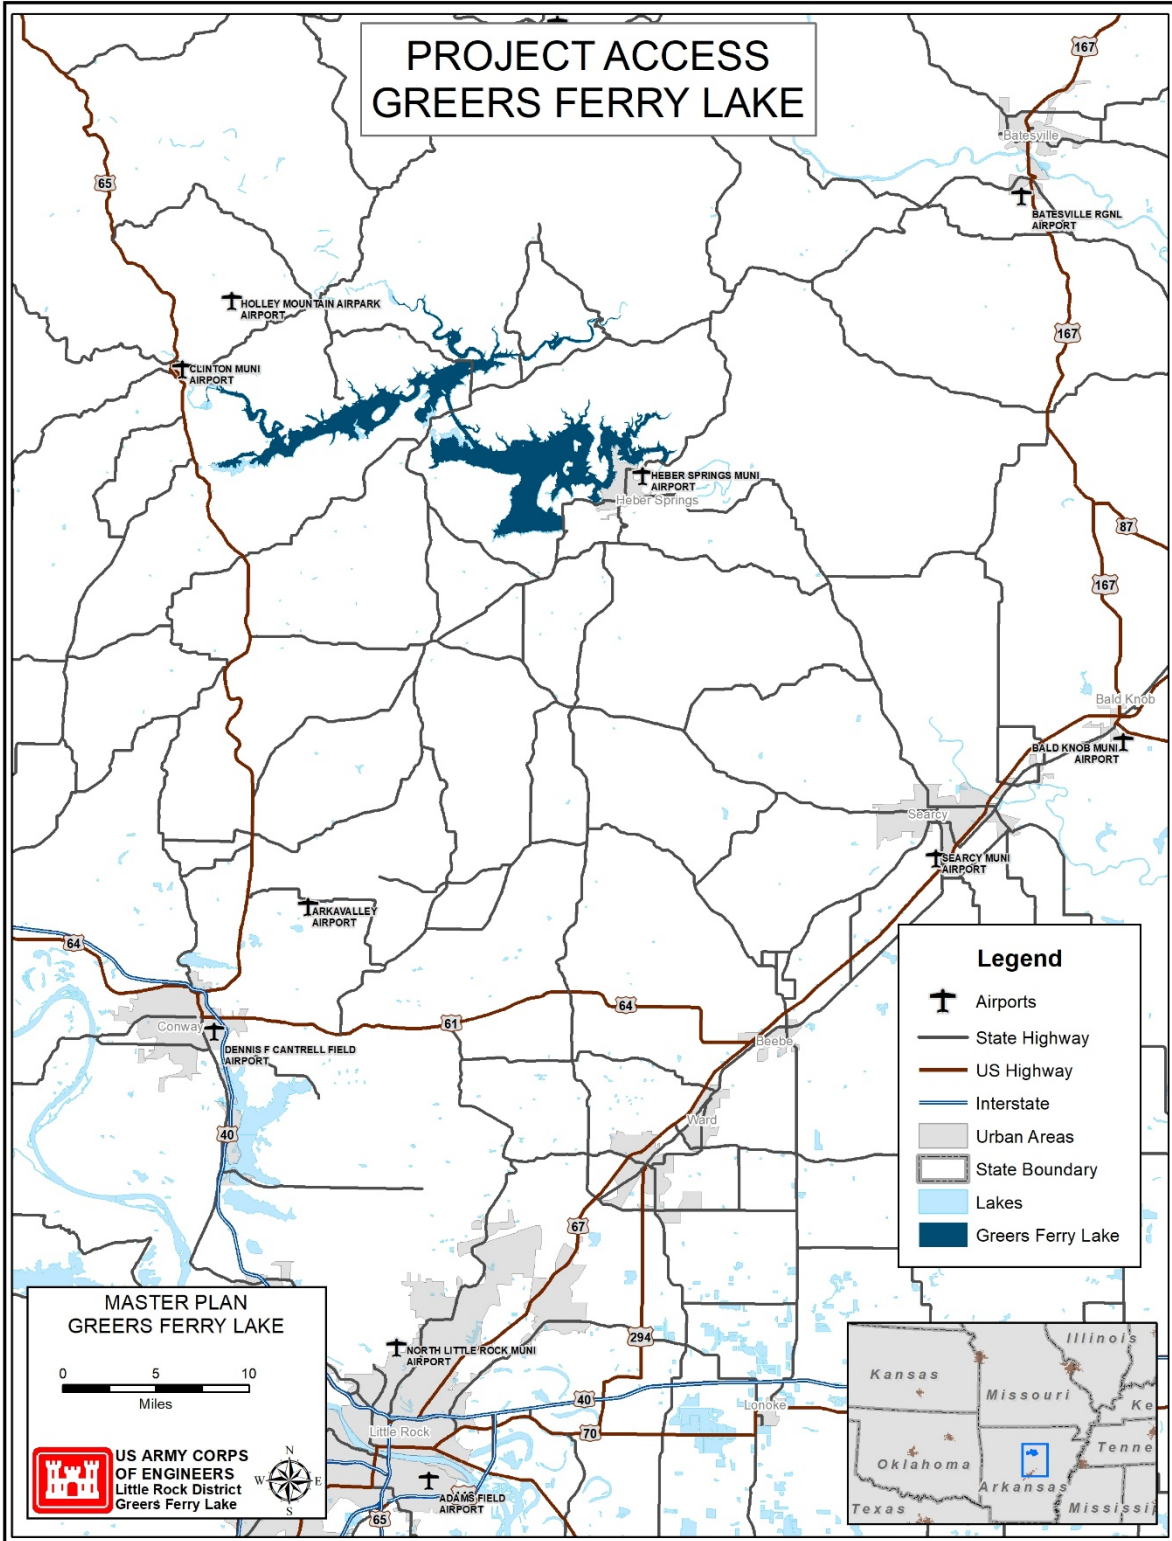 PROJECT ACCESS
GREERS FERRY LAKE
167
Batesville
65
BATESVILLE RGNL
AIRPORT
HOLLEY MOUNTAIN AIRPARK
AIRPORT
167
CLINTON MUNI
AIRPORT
HEBER SPRINGS MUNI
AIRPORT
Heber Springs
87
167
Bald Knob
BALD KNOB MUNI
AIRPORT
Searcy
SEARCY MUNI
AIRPORT
ARKAVALLEY
AIRPORT
64
64
61
Conway
Beebe
DENNIS F CANTRELL FIELD
AIRPORT
Ward
40
67
294
NORTH LITTLE ROCK MUNI
AIRPORT
40
Lonoke
70
Little Rock
ADAMS FIELD
AIRPORT
65
Legend
Airports
State Highway
US Highway
Interstate
Urban Areas
State Boundary
Lakes
Greers Ferry Lake
MASTER PLAN
GREERS FERRY LAKE
0 5 10
Miles
US ARMY CORPS
OF ENGINEERS
Little Rock District
Greers Ferry Lake
N
W E
S
Illinois
Kansas
Missouri
Ke
Tenne
Oklahoma
Arkansas
Texas
Mississi